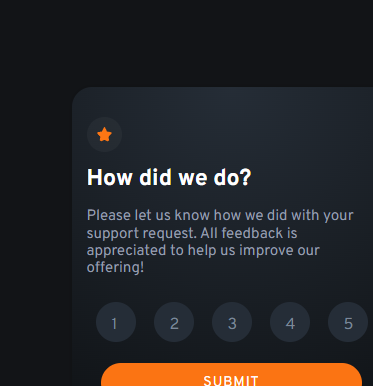 How did we do?
Please let us know how we did with your
support request. All feedback is
appreciated to help us improve our
offering!
1 2 3 4 5
SUBMIT